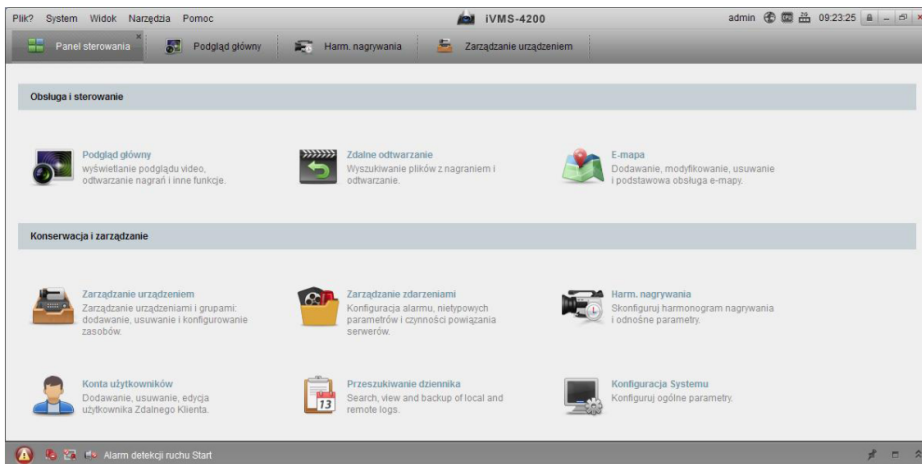 Plik? System Widok Narzędzia Pomoc
iVMS-4200
admin
09:23:25
Panel sterowania
Podgląd główny
Harm. nagrywania
Zarządzanie urządzeniem
Obsługa i sterowanie
Podgląd główny
wyświetlanie podglądu video,
odtwarzanie nagrań i inne funkcje.
Zdalne odtwarzanie
Wyszukiwanie plików z nagraniem i
odtwarzanie.
E-mapa
Dodawanie, modyfikowanie, usuwanie
i podstawowa obsługa e-mapy.
Konserwacja i zarządzanie
Zarządzanie urządzeniem
Zarządzanie urządzeniami i grupami:
dodawanie, usuwanie i konfigurowanie
zasobów.
Zarządzanie zdarzeniami
Konfiguracja alarmu, nietypowych
parametrów i czynności powiązania
serwerów.
Harm. nagrywania
Skonfiguruj harmonogram nagrywania
i odnośne parametry.
Konta użytkowników
Dodawanie, usuwanie, edycja
użytkownika Zdalnego Klienta.
13
Przeszukiwanie dziennika
Search, view and backup of local and
remote logs.
Konfiguracja Systemu
Konfiguruj ogólne parametry.
Alarm detekcji ruchu Start